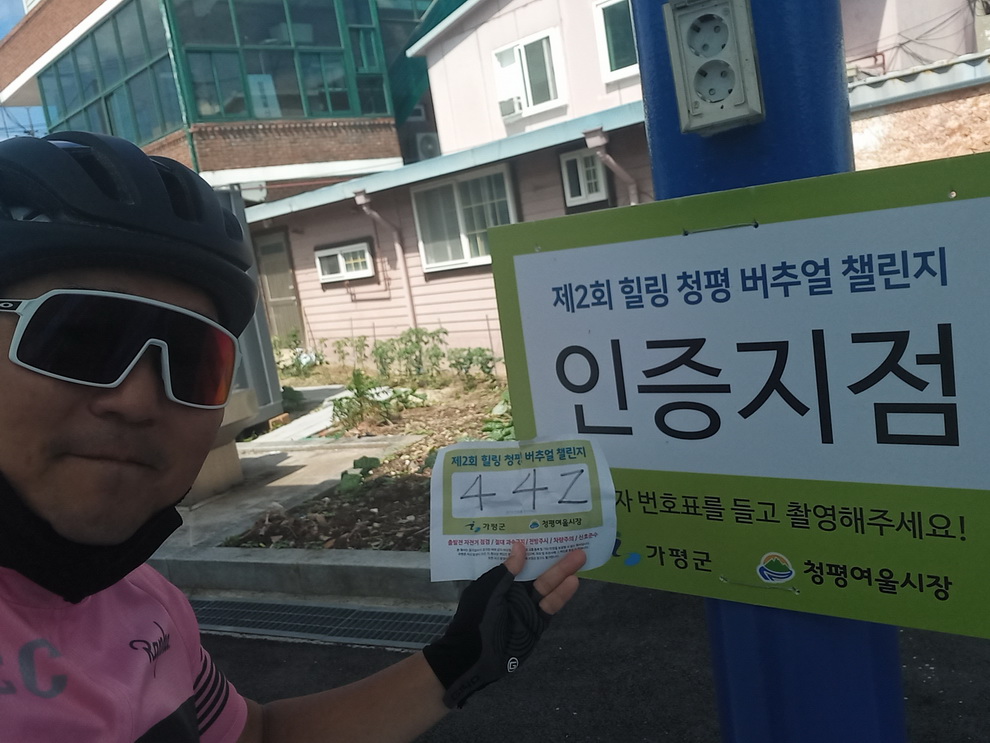 제2회 힐링 청평 버추얼 챌린지
인증지점
자 번호표를 들고 촬영해주세요!
가평군 청평여울시장
제2회 힐링 청평 버추얼 챌린지
442
가평군 청평여울시장
Rapha